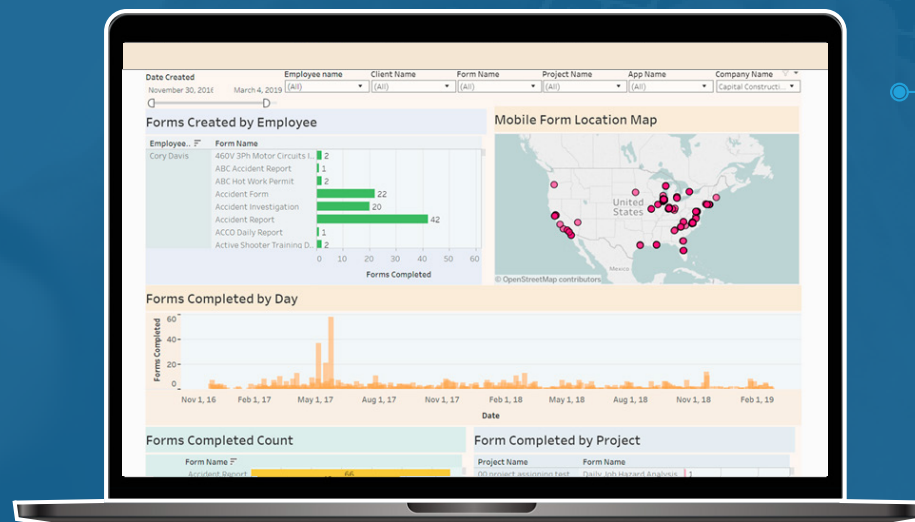 Date Created
November 30, 2016 March 4, 2019
Employee name Client Name Form Name Project Name App Name Company Name
(All) (All) (All) (All) (All) Capital Constructi...
Forms Created by Employee
Employee.. Form Name
Cory Davis 460V 3Ph Motor Circuits I.. 2
ABC Accident Report 1
ABC Hot Work Permit 2
Accident Form 22
Accident Investigation 20
Accident Report 42
ACCO Daily Report 1
Active Shooter Training D.. 2
0 10 20 30 40 50 60
Forms Completed
Mobile Form Location Map
United
States
Mexico
© OpenStreetMap contributors
Forms Completed by Day
Forms Completed
60
40
20
0
Nov 1, 16 Feb 1, 17 May 1, 17 Aug 1, 17 Nov 1, 17 Feb 1, 18 May 1, 18 Aug 1, 18 Nov 1, 18 Feb 1, 19
Date
Forms Completed Count
Form Name
Accident Report 66
Form Completed by Project
Project Name Form Name
00 project assigning test Daily Job Hazard Analysis 1